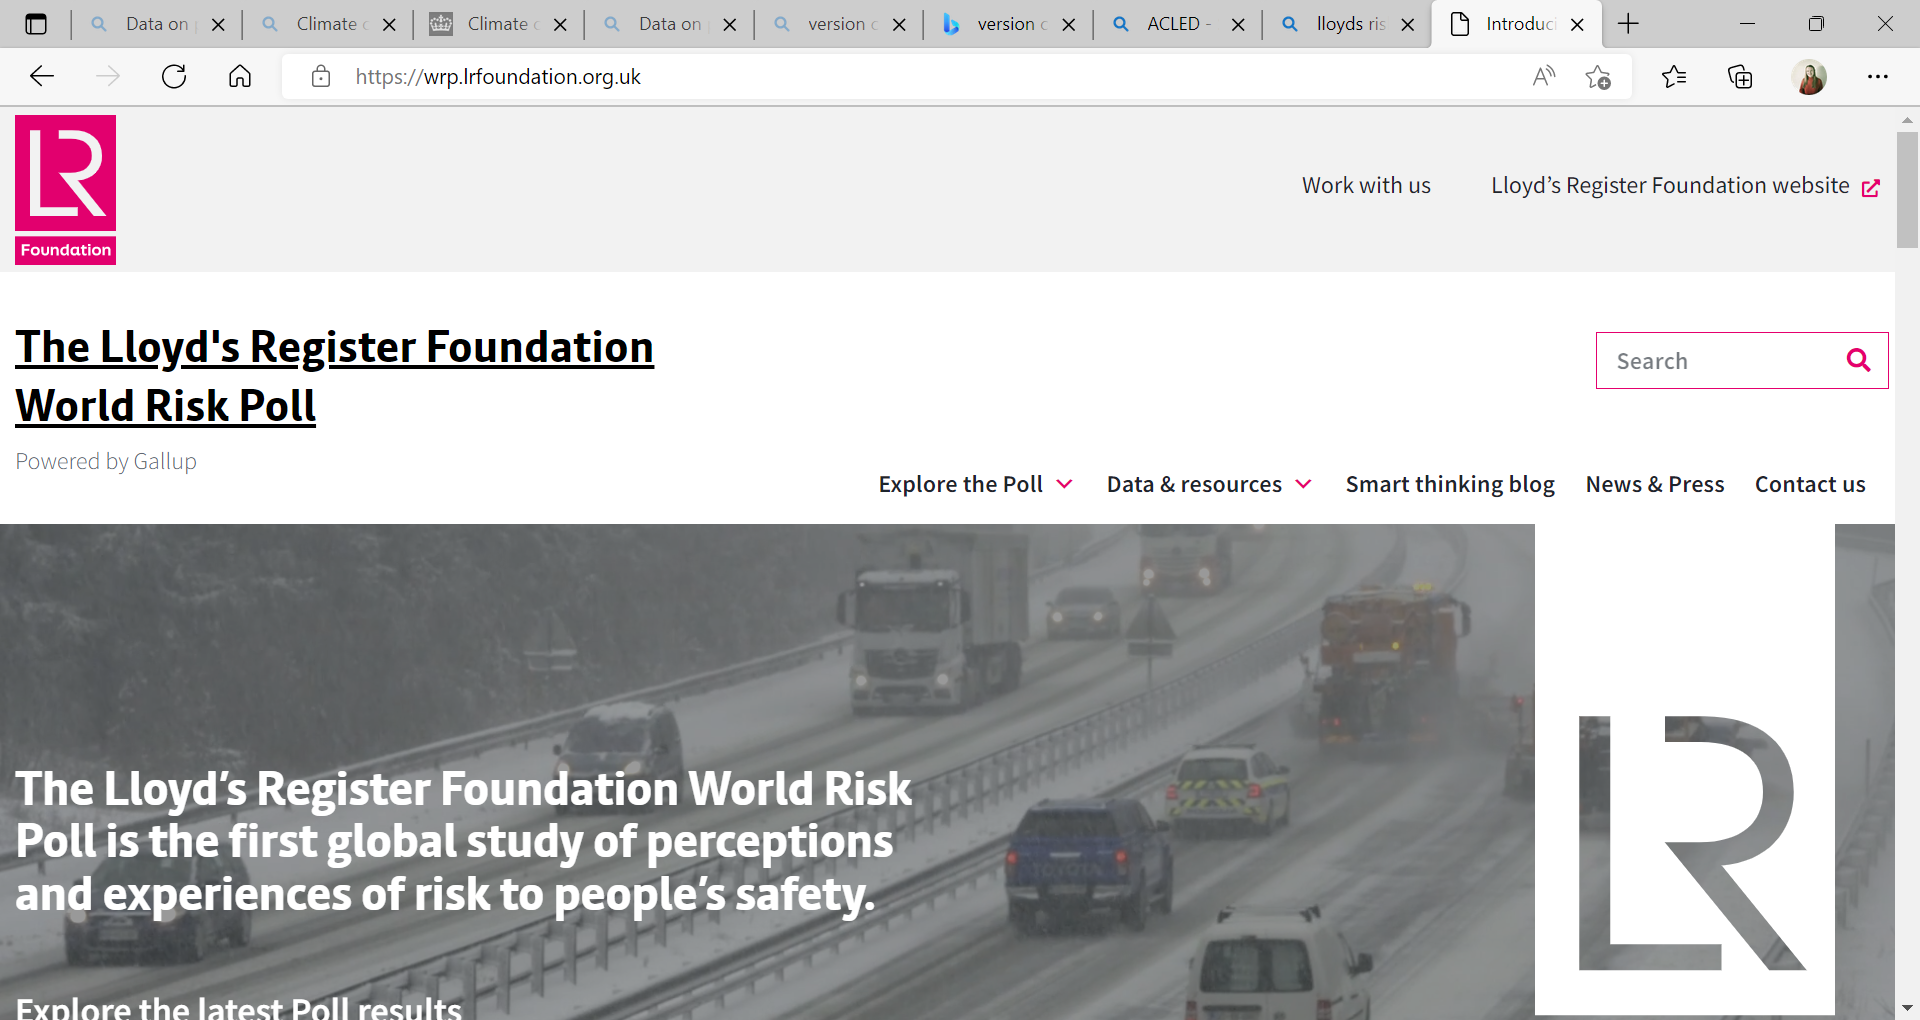 Data on
Climate
Climate
Data on
version
version
ACLED -
lloyds ris
Introduc
https://wrp.lrfoundation.org.uk
LR
Foundation
Work with us
Lloyd’s Register Foundation website
The Lloyd's Register Foundation
World Risk Poll
Search
Powered by Gallup
Explore the Poll
Data & resources
Smart thinking blog
News & Press
Contact us
The Lloyd’s Register Foundation World Risk
Poll is the first global study of perceptions
and experiences of risk to people’s safety.
TOYOTA
LR
Explore the latest Poll results